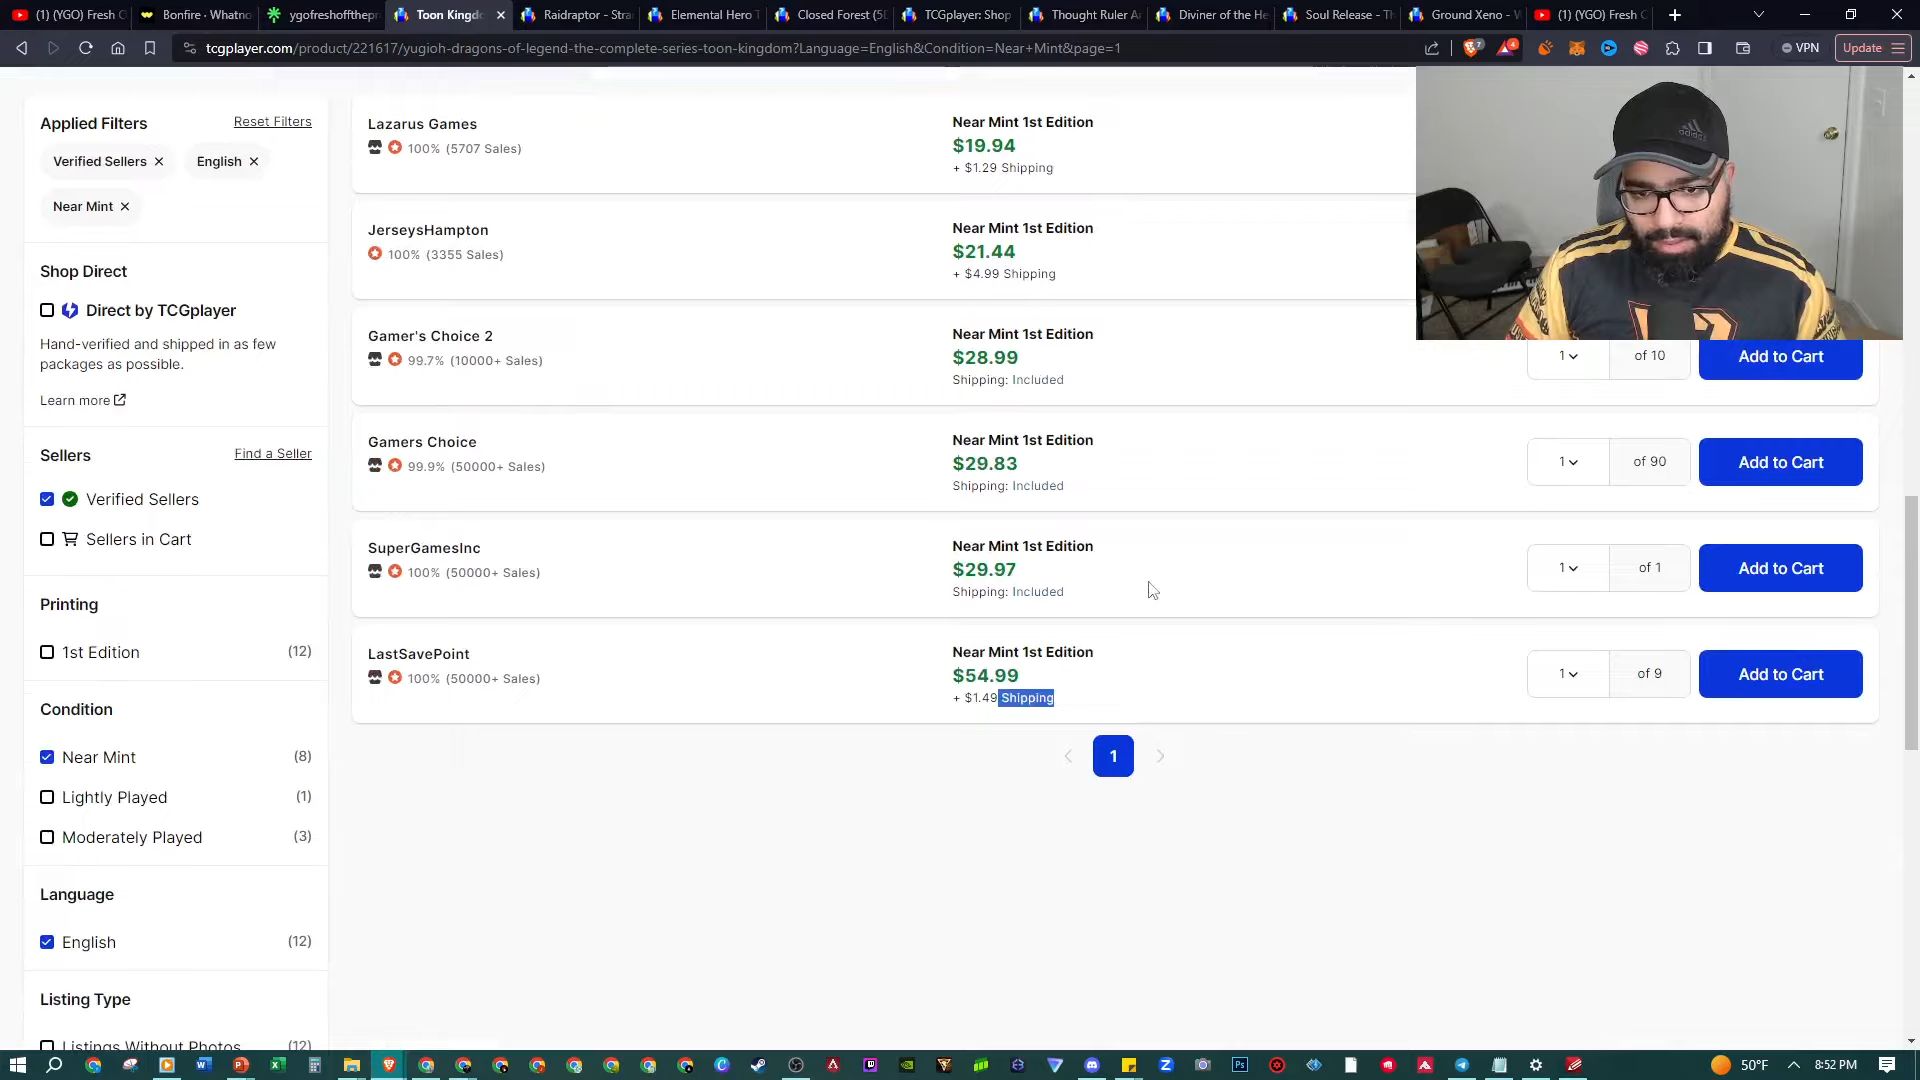 (1) (YGO) Fresh O
Bonfire · Whatno
ygofreshoffthepr
Toon Kingdo
Raidraptor - Stra
Elemental Hero T
Closed Forest (5D
TCGplayer: Shop
Thought Ruler Ar
Diviner of the He
Soul Release - Th
Ground Xeno - W
(1) (YGO) Fresh O
tcgplayer.com/product/221617/yugioh-dragons-of-legend-the-complete-series-toon-kingdom?Language=English&Condition=Near+Mint&page=1
VPN
Update
Applied Filters
Reset Filters
Verified Sellers
English
Near Mint
Shop Direct
Direct by TCGplayer
Hand-verified and shipped in as few
packages as possible.
Learn more
Sellers
Find a Seller
Verified Sellers
Sellers in Cart
Printing
1st Edition (12)
Condition
Near Mint (8)
Lightly Played (1)
Moderately Played (3)
Language
English (12)
Listing Type
Listings Without Photos (12)
Lazarus Games
100% (5707 Sales)
Near Mint 1st Edition
$19.94
+ $1.29 Shipping
JerseysHampton
100% (3355 Sales)
Near Mint 1st Edition
$21.44
+ $4.99 Shipping
Gamer's Choice 2
99.7% (10000+ Sales)
Near Mint 1st Edition
$28.99
Shipping: Included
1 of 10
Add to Cart
Gamers Choice
99.9% (50000+ Sales)
Near Mint 1st Edition
$29.83
Shipping: Included
1 of 90
Add to Cart
SuperGamesInc
100% (50000+ Sales)
Near Mint 1st Edition
$29.97
Shipping: Included
1 of 1
Add to Cart
LastSavePoint
100% (50000+ Sales)
Near Mint 1st Edition
$54.99
+ $1.49 Shipping
1 of 9
Add to Cart
1
50°F
8:52 PM